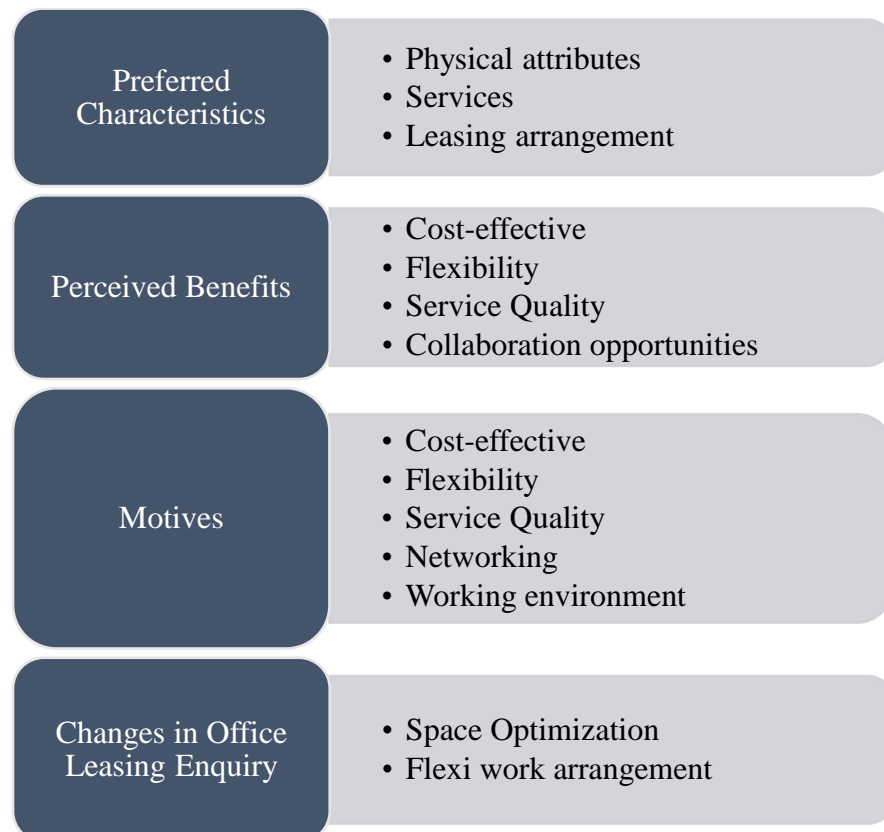 Preferred
Characteristics
• Physical attributes
• Services
• Leasing arrangement
Perceived Benefits
• Cost-effective
• Flexibility
• Service Quality
• Collaboration opportunities
Motives
• Cost-effective
• Flexibility
• Service Quality
• Networking
• Working environment
Changes in Office
Leasing Enquiry
• Space Optimization
• Flexi work arrangement